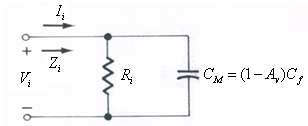 I_i
+
Z_i
V_i
R_i
C_M = (1 − A_v)C_f
−